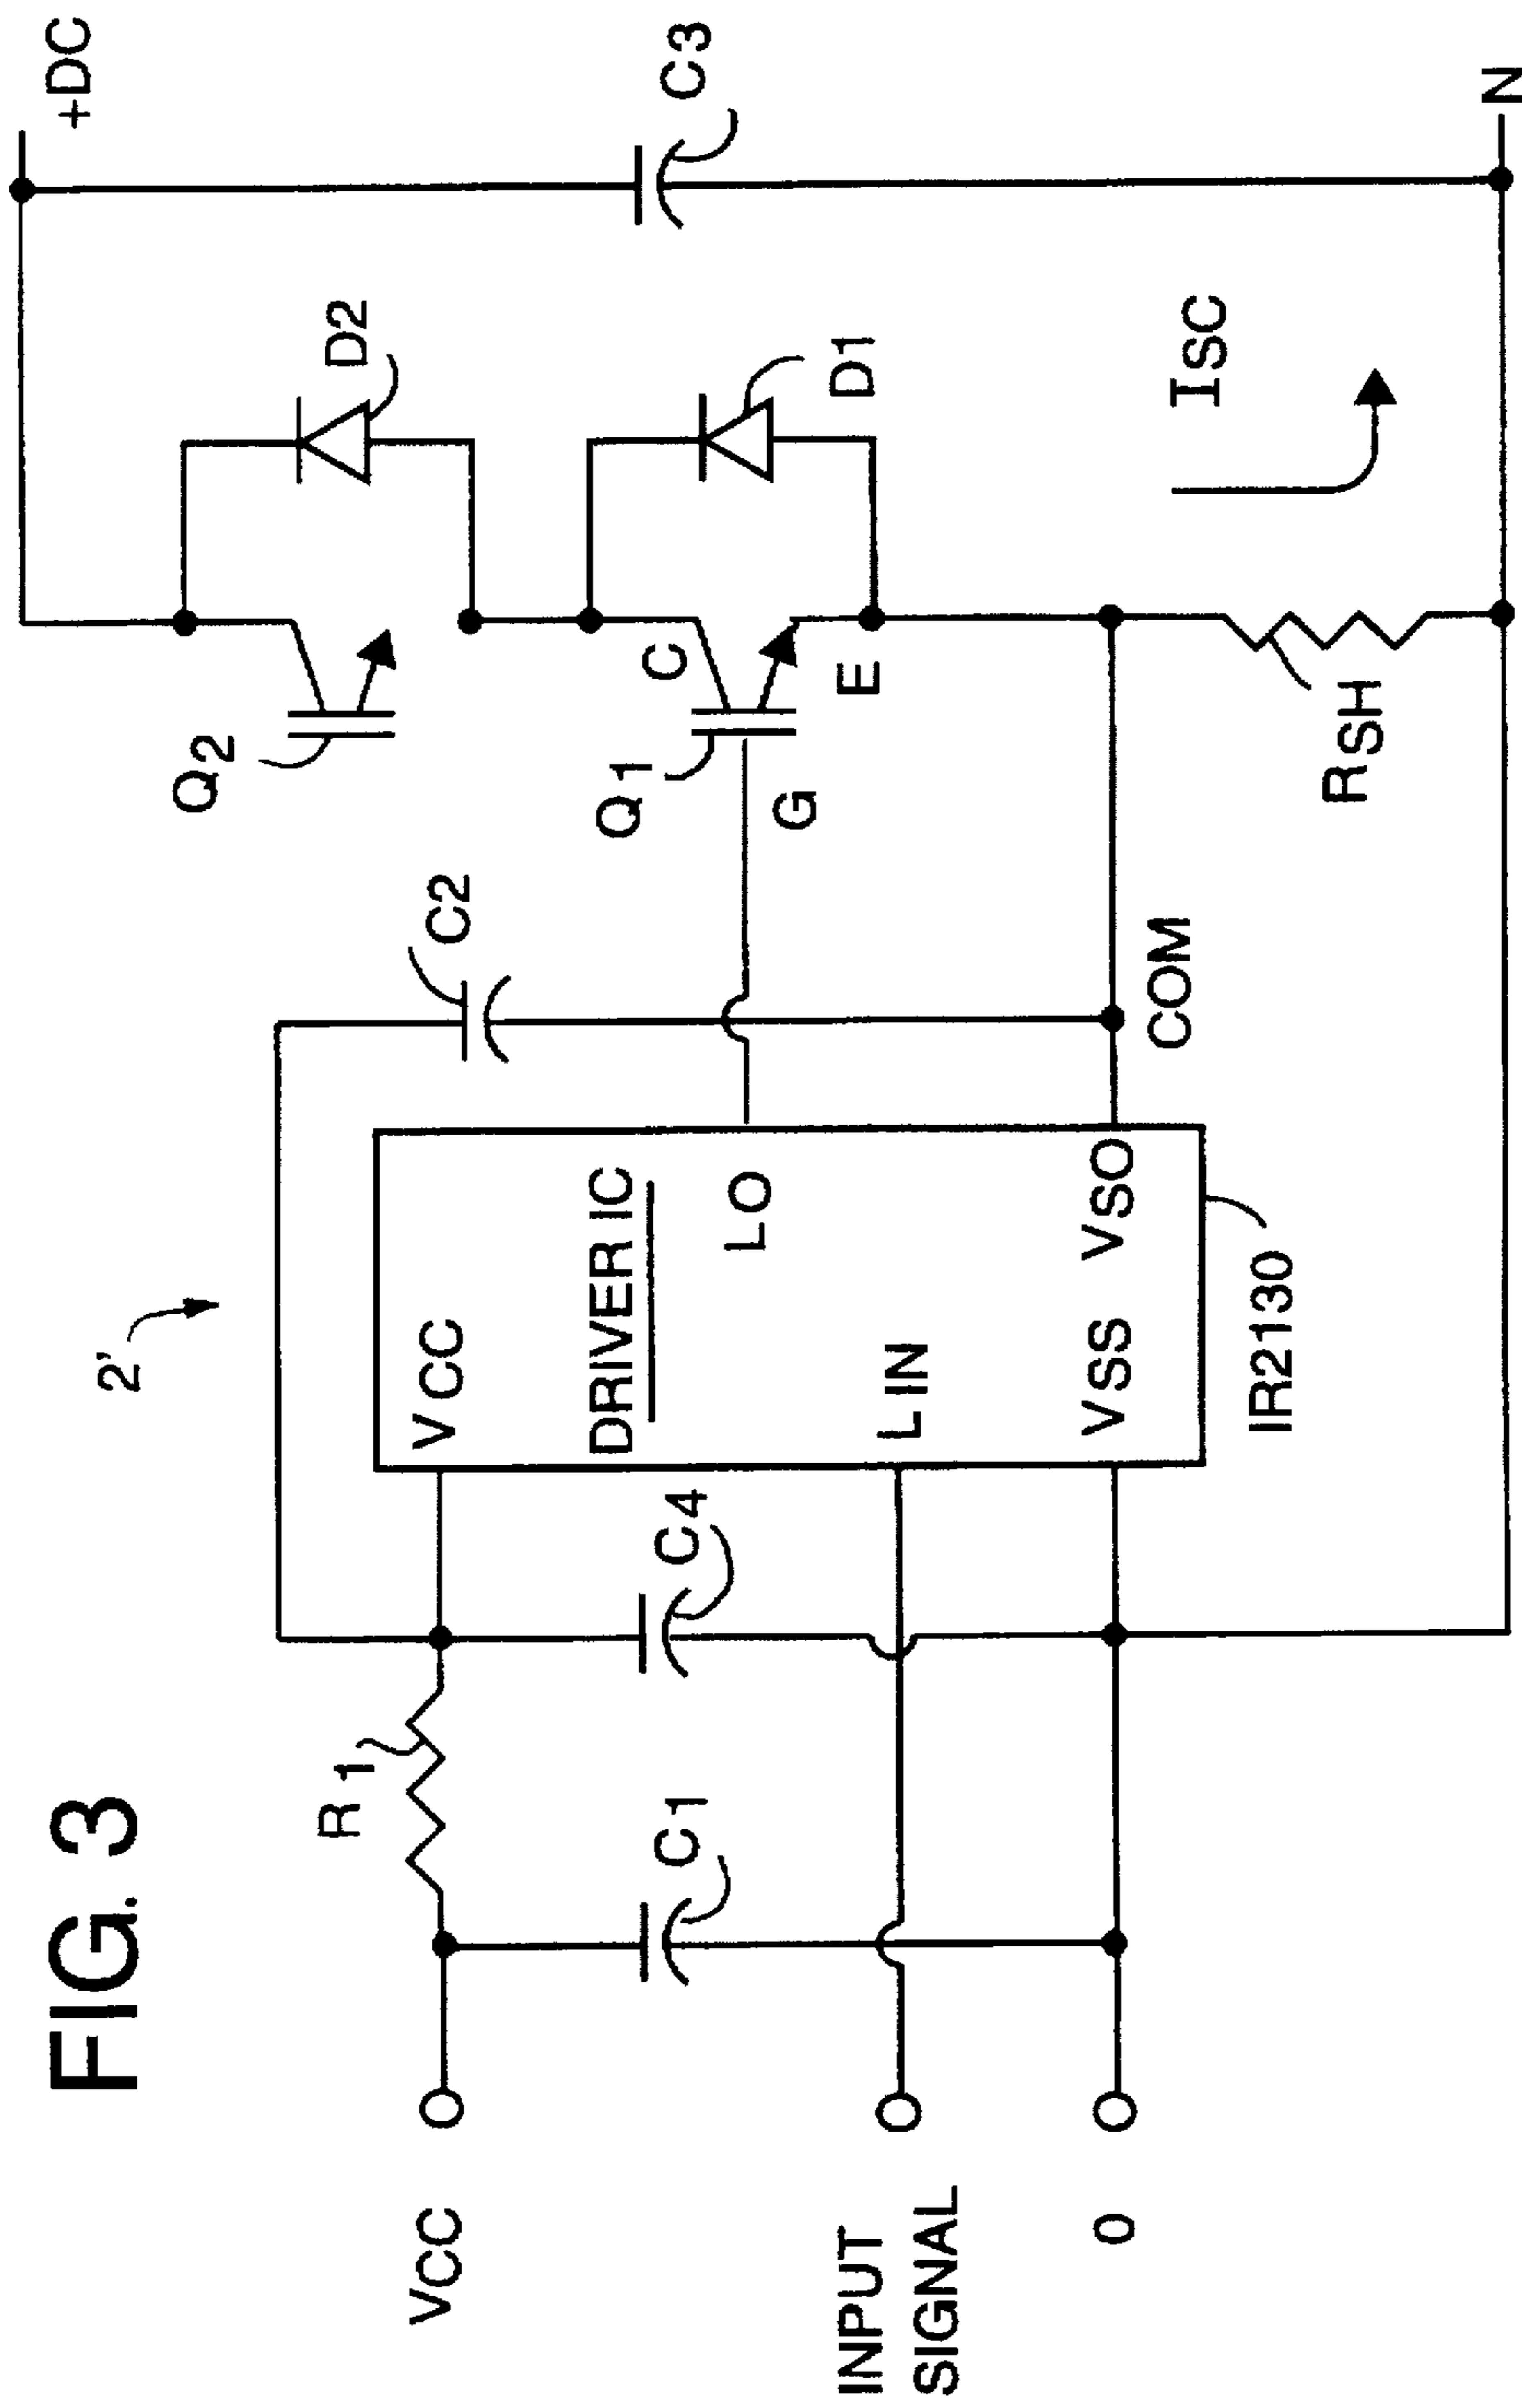 FIG. 3
2'
+DC
C2
Q2
D2
R1
VCC
VCC
DRIVER IC
C4
C1
LO
Q1
C
G
E
D1
C3
INPUT
SIGNAL
LIN
0
VSS
VSO
COM
ISC
IR2130
RSH
N